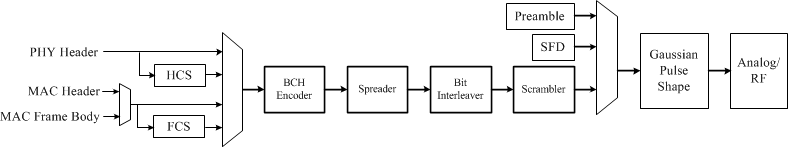 Preamble
SFD
PHY Header
HCS
MAC Header
MAC Frame Body
FCS
BCH
Encoder
Spreader
Bit
Interleaver
Scrambler
Gaussian
Pulse
Shape
Analog/
RF